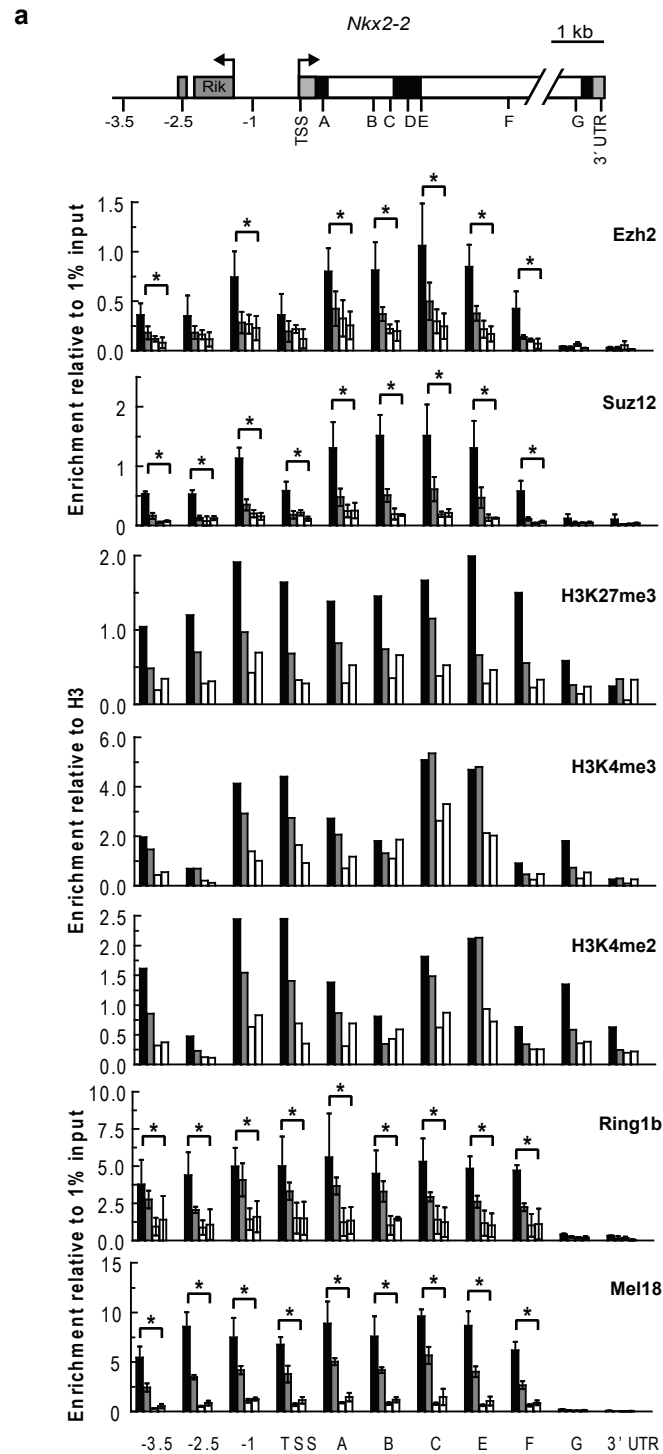 a
Nkx2-2
1 kb
Rik
-3.5 -2.5 -1 TSS A B C D E F G 3´ UTR
Enrichment relative to 1% input
1.5
1.0
0.5
0
Ezh2
* * * * * * *
2
1
0
Suz12
* * * * * * * * *
Enrichment relative to H3
2.0
1.0
0.0
H3K27me3
6.0
4.0
2.0
0.0
H3K4me3
2.5
2.0
1.5
1.0
0.5
0.0
H3K4me2
Enrichment relative to 1% input
10.0
7.5
5.0
2.5
0.0
Ring1b
* * * * * * * * *
15
10
5
0
Mel18
* * * * * * * * *
-3.5 -2.5 -1 TSS A B C E F G 3´ UTR